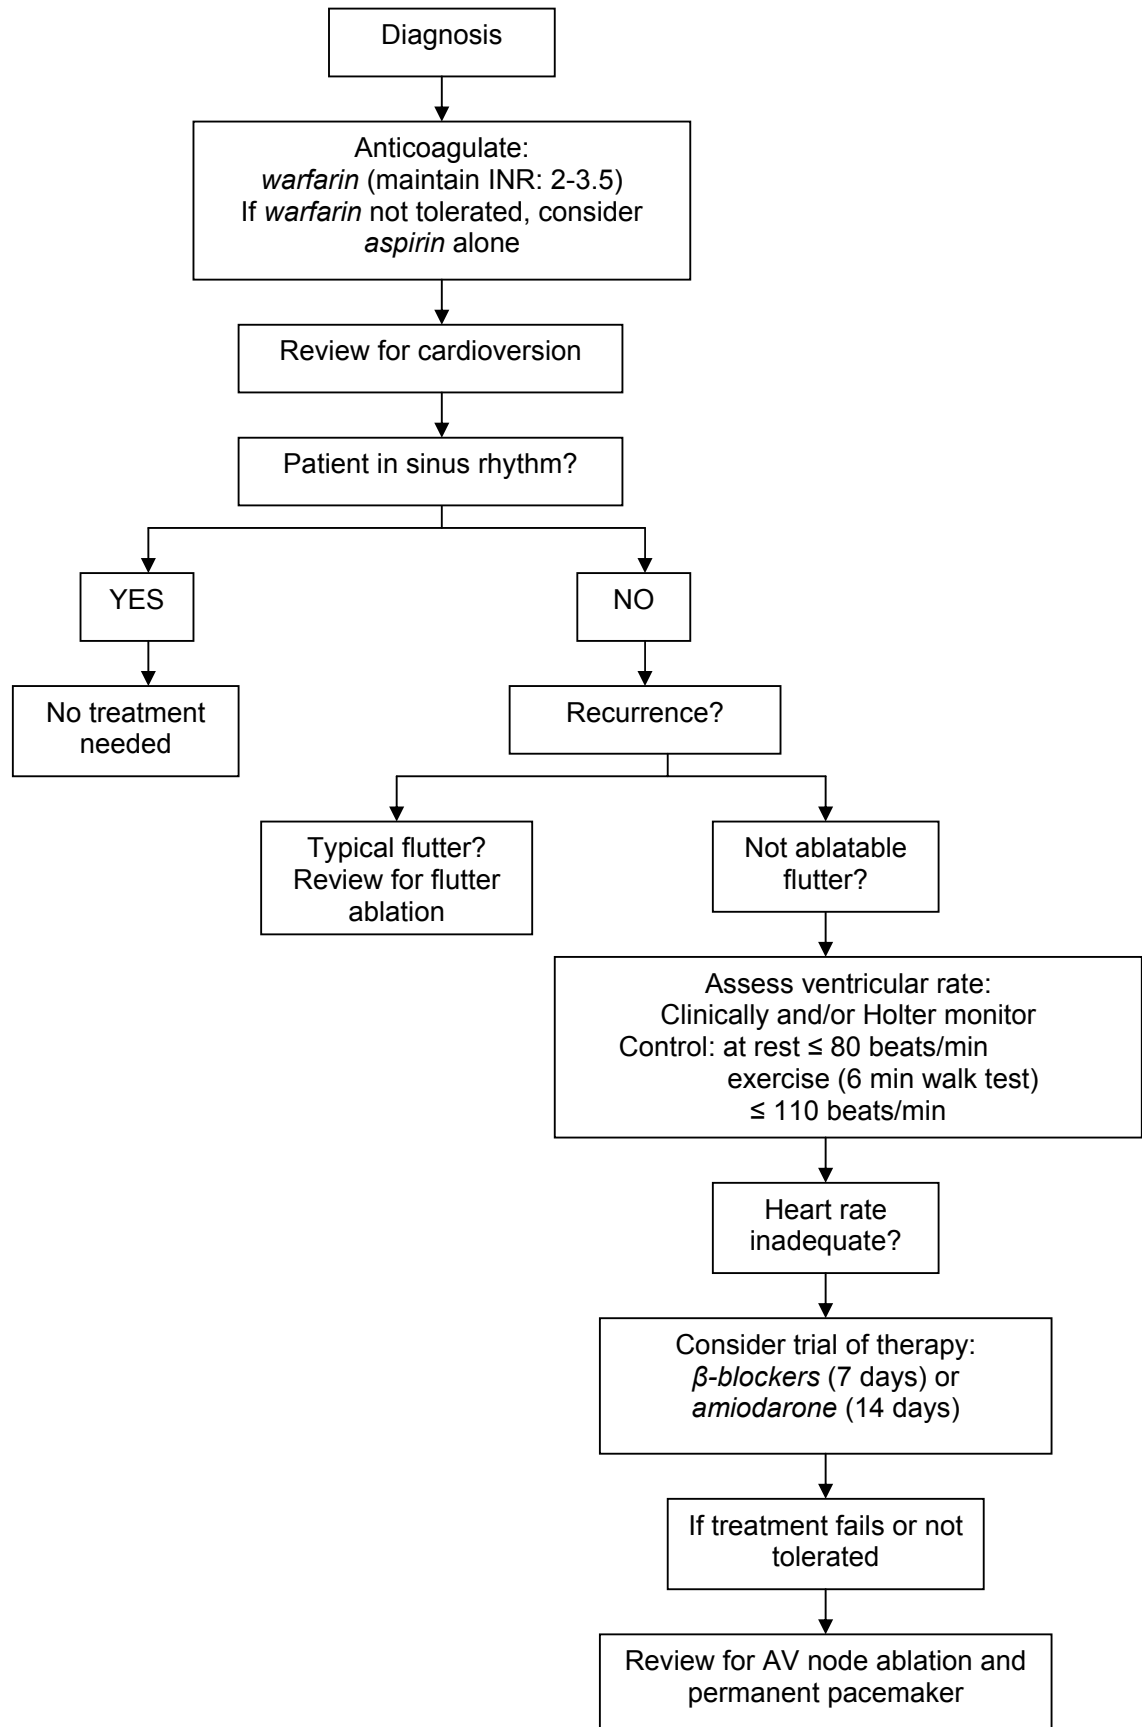 Diagnosis
Anticoagulate:
warfarin (maintain INR: 2-3.5)
If warfarin not tolerated, consider
aspirin alone
Review for cardioversion
Patient in sinus rhythm?
YES
NO
No treatment
needed
Recurrence?
Typical flutter?
Review for flutter
ablation
Not ablatable
flutter?
Assess ventricular rate:
Clinically and/or Holter monitor
Control: at rest ≤ 80 beats/min
exercise (6 min walk test)
≤ 110 beats/min
Heart rate
inadequate?
Consider trial of therapy:
β-blockers (7 days) or
amiodarone (14 days)
If treatment fails or not
tolerated
Review for AV node ablation and
permanent pacemaker